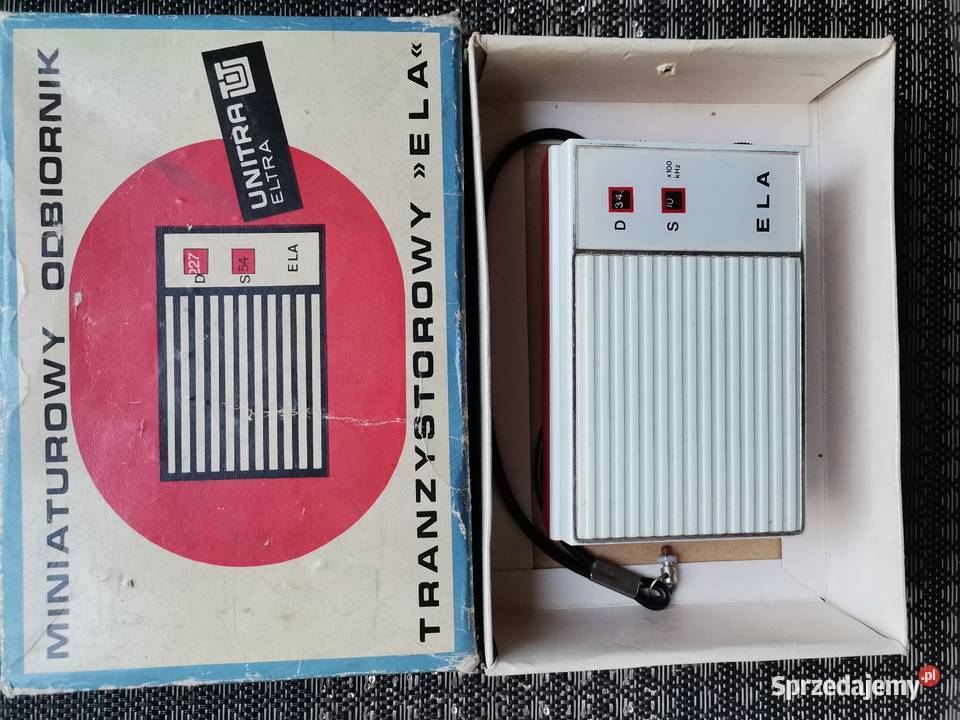 MINIATUROWY ODBIORNIK
UNITRA
ELTRA
D 227
S 54
ELA
TRANZYSTOROWY »ELA«
D 34
S 10
x100
kHz
ELA
Sprzedajemy.pl